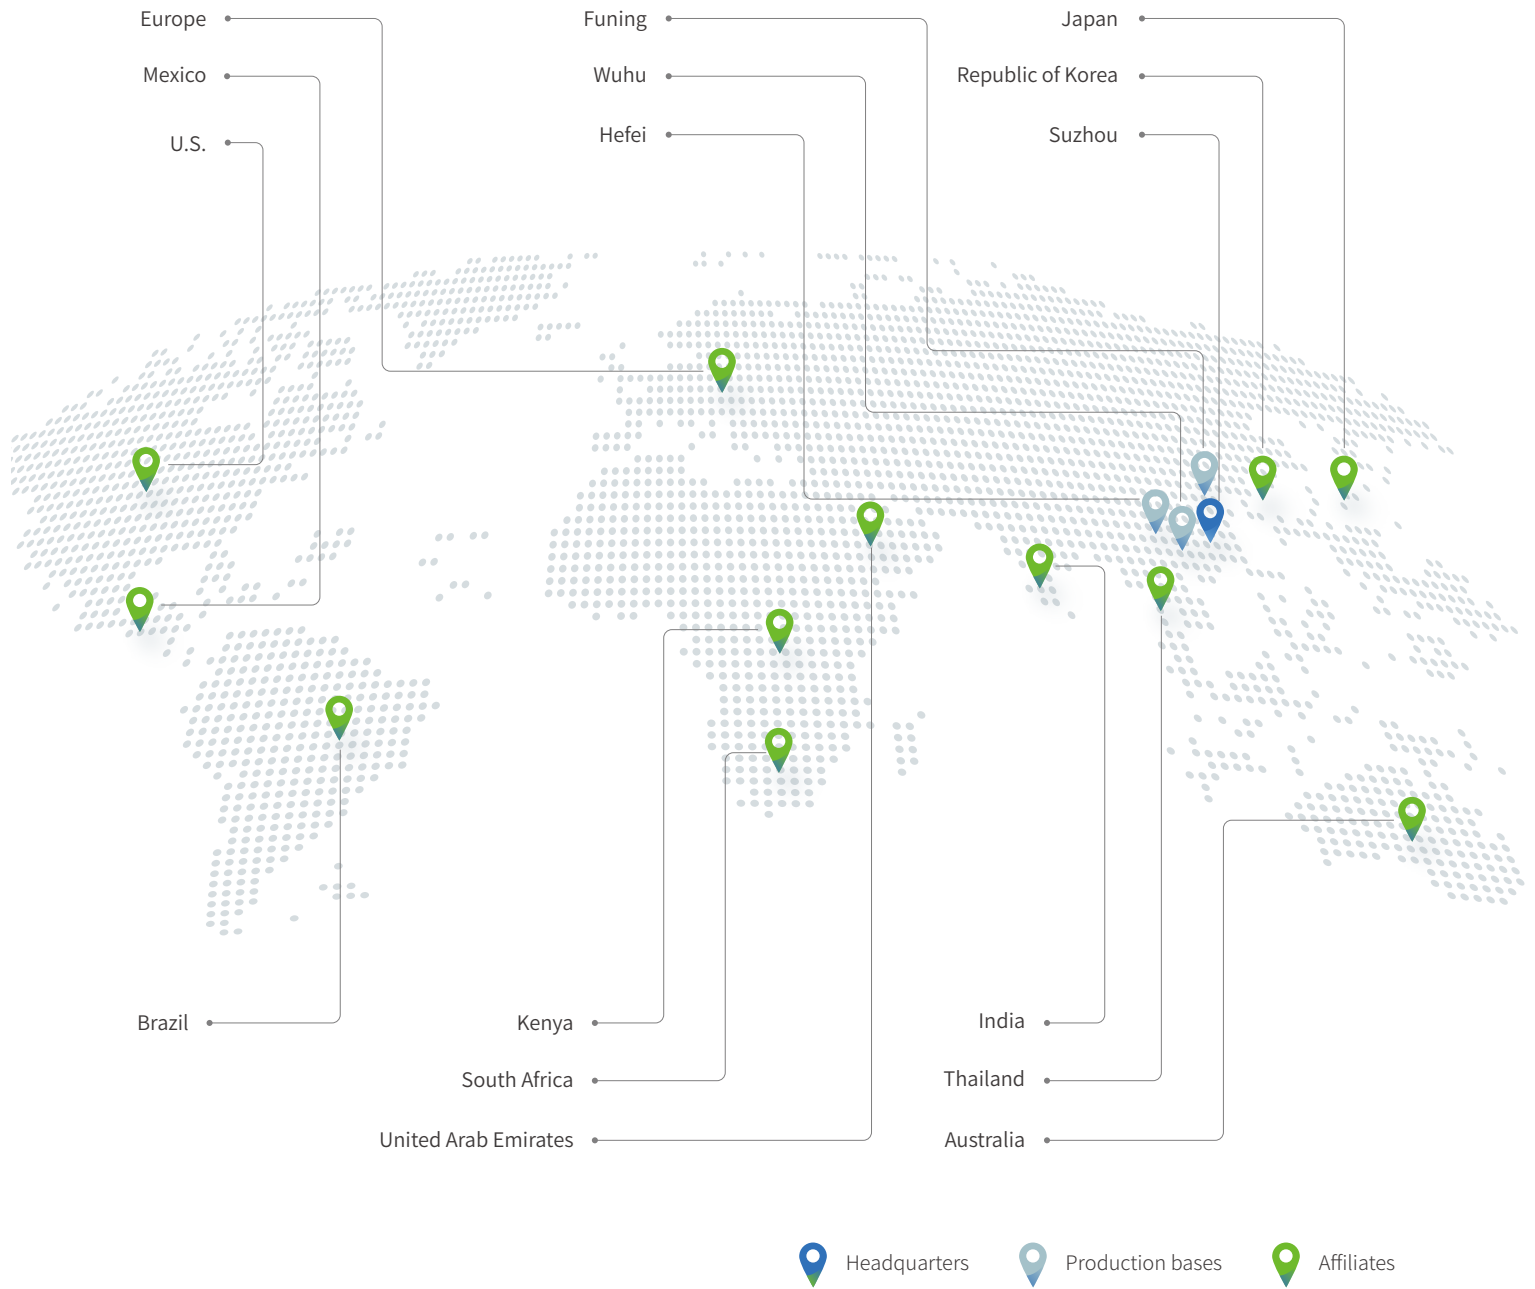 Europe
Mexico
U.S.
Funing
Wuhu
Hefei
Japan
Republic of Korea
Suzhou
Brazil
Kenya
South Africa
United Arab Emirates
India
Thailand
Australia
Headquarters
Production bases
Affiliates